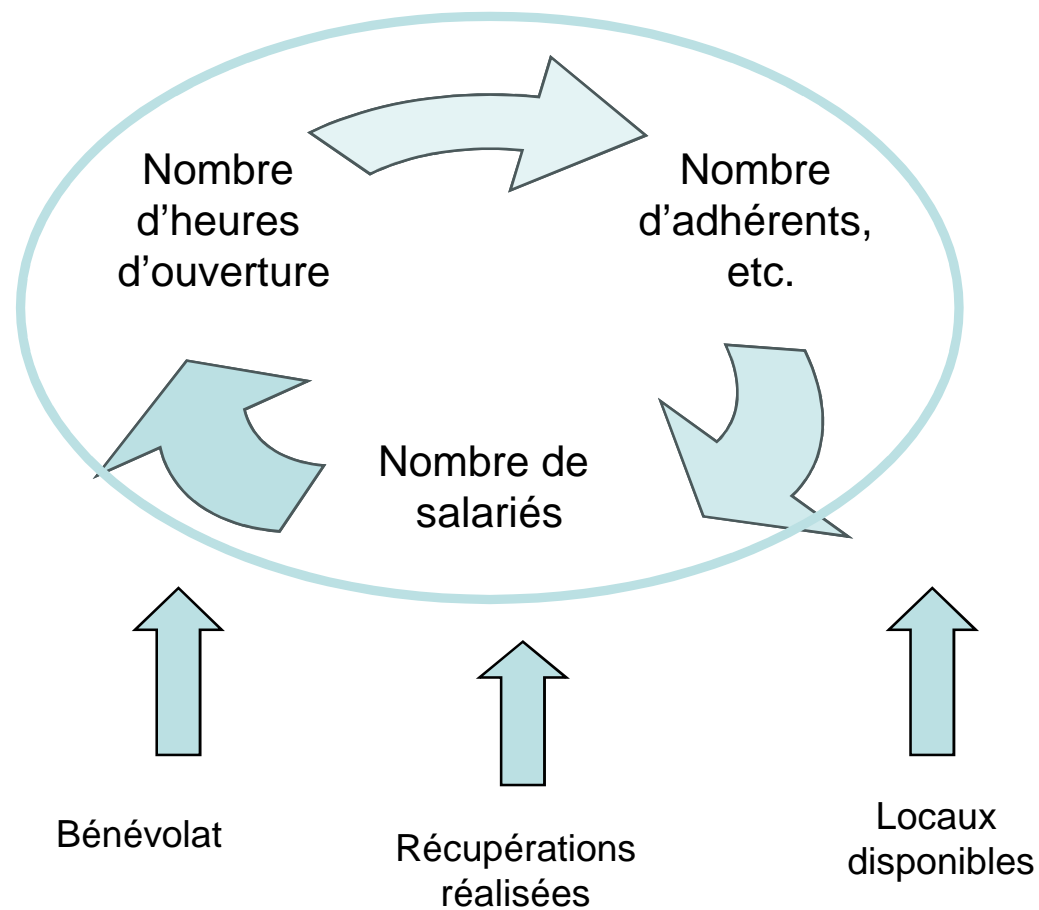 Nombre
d’heures
d’ouverture
Nombre
d’adhérents,
etc.
Nombre de
salariés
Bénévolat
Récupérations
réalisées
Locaux
disponibles